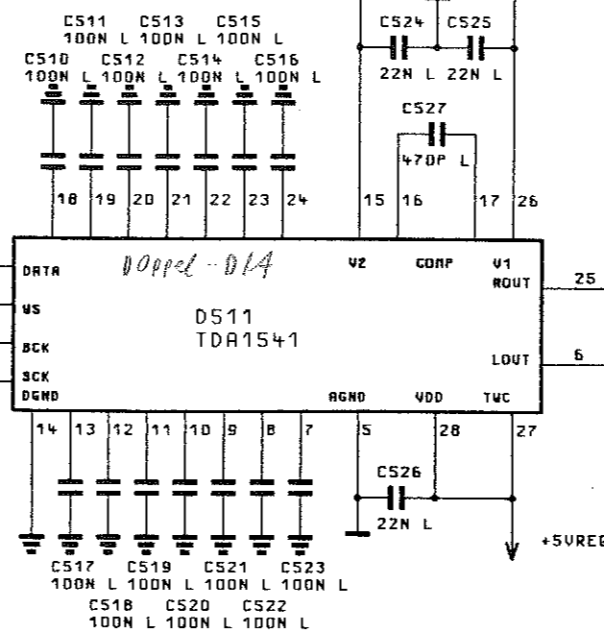 C511 C513 C515
100N L 100N L 100N L
C510 C512 C514 C516
100N L 100N L 100N L 100N L
C524 C525
22N L 22N L
C527
470P L
18 19 20 21 22 23 24 15 16 17 26
DATA Doppel-D/A V2 COMP V1
ROUT 25
WS
D511
TDA1541
BCK
LOUT 6
SCK
DGND AGND VDD TWC
14 13 12 11 10 9 8 7 5 28 27
C526
22N L
+5VREG
C517 C519 C521 C523
100N L 100N L 100N L 100N L
C518 C520 C522
100N L 100N L 100N L